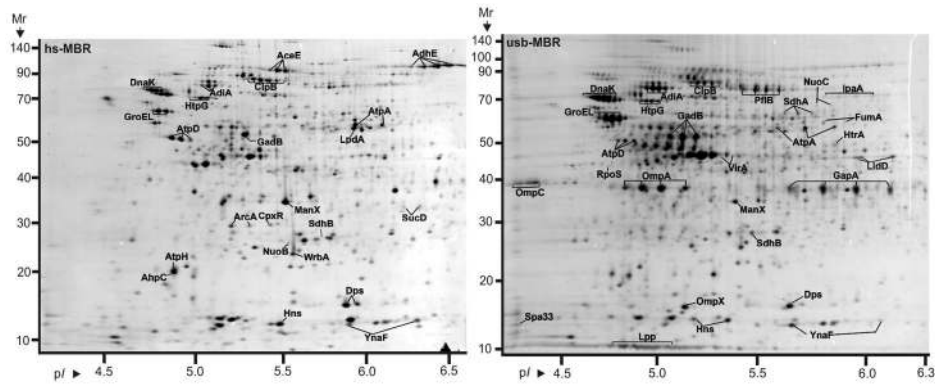 Mr
hs-MBR
140
90
70
50
40
30
20
10
AceE
AdhE
DnaK
AdiA
ClpB
HtpG
GroEL
AtpA
AtpD
GadB
LpdA
ManX
ArcA
CpxR
SdhB
SucD
NuoB
WrbA
AtpH
AhpC
Dps
Hns
YnaF
pI
4.5
5.0
5.5
6.0
6.5
Mr
usb-MBR
140
90
70
50
40
30
20
10
NuoC
DnaK
AdiA
ClpB
PflB
SdhA
IpaA
HtpG
GroEL
GadB
FumA
AtpA
HtrA
AtpD
VirA
LldD
RpoS
OmpA
GapA
OmpC
ManX
SdhB
OmpX
Dps
Spa33
Hns
YnaF
Lpp
pI
4.5
5.0
5.5
6.0
6.3